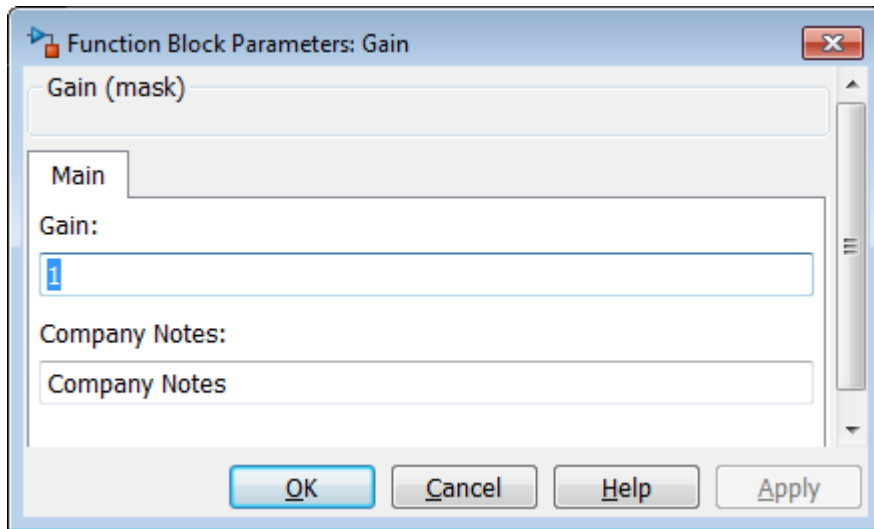 Function Block Parameters: Gain
Gain (mask)
Main
Gain:
1
Company Notes:
Company Notes
OK Cancel Help Apply